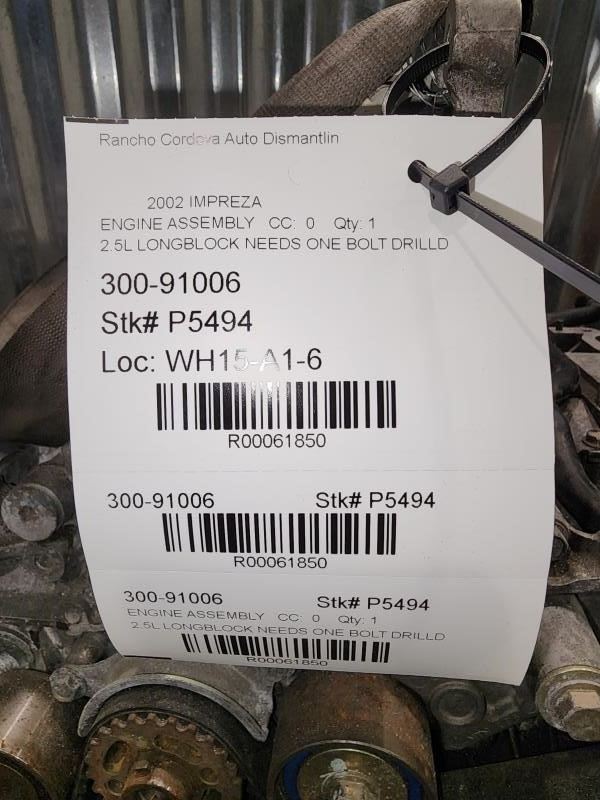 Rancho Cordova Auto Dismantlin
2002 IMPREZA
ENGINE ASSEMBLY CC: 0 Qty: 1
2.5L LONGBLOCK NEEDS ONE BOLT DRILLD
300-91006
Stk# P5494
Loc: WH15-A1-6
R00061850
300-91006 Stk# P5494
R00061850
300-91006 Stk# P5494
ENGINE ASSEMBLY CC: 0 Qty: 1
2.5L LONGBLOCK NEEDS ONE BOLT DRILLD
R00061850